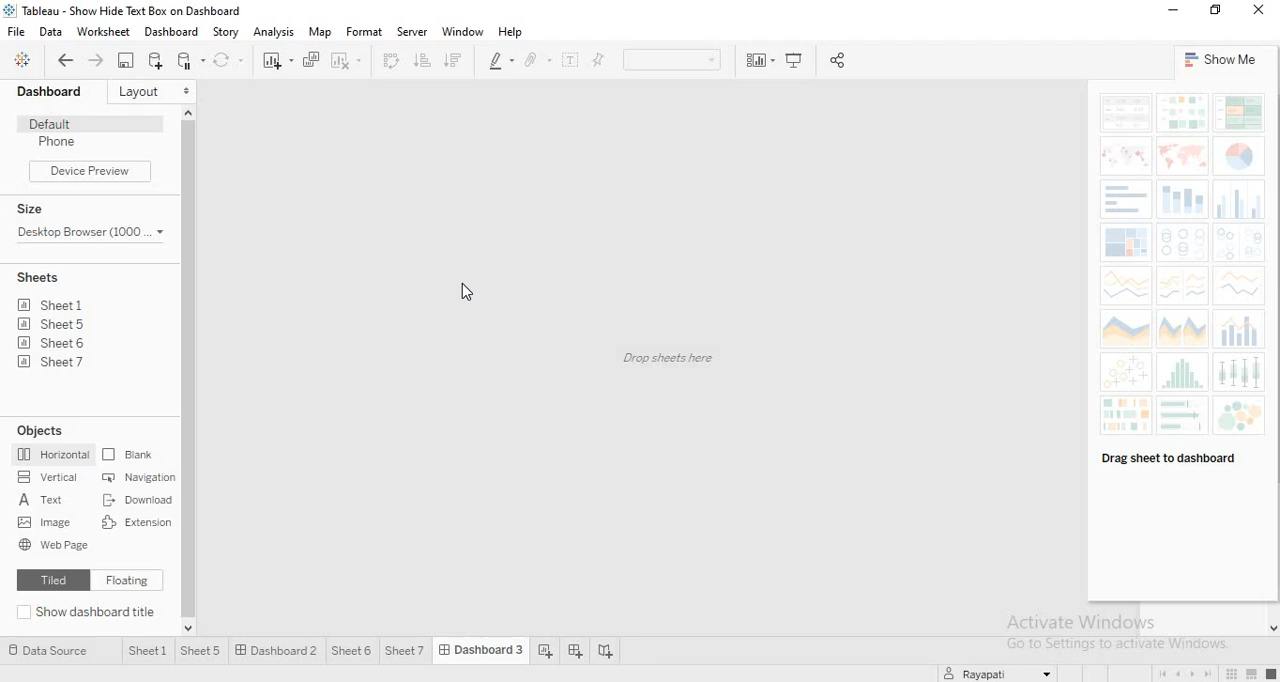 Tableau - Show Hide Text Box on Dashboard
File Data Worksheet Dashboard Story Analysis Map Format Server Window Help
Show Me
Dashboard Layout
Default
Phone
Device Preview
Size
Desktop Browser (1000 ...
Sheets
Sheet 1
Sheet 5
Sheet 6
Sheet 7
Drop sheets here
Drag sheet to dashboard
Objects
Horizontal Blank
Vertical Navigation
Text Download
Image Extension
Web Page
Tiled Floating
Show dashboard title
Activate Windows
Go to Settings to activate Windows.
Data Source Sheet 1 Sheet 5 Dashboard 2 Sheet 6 Sheet 7 Dashboard 3
Rayapati